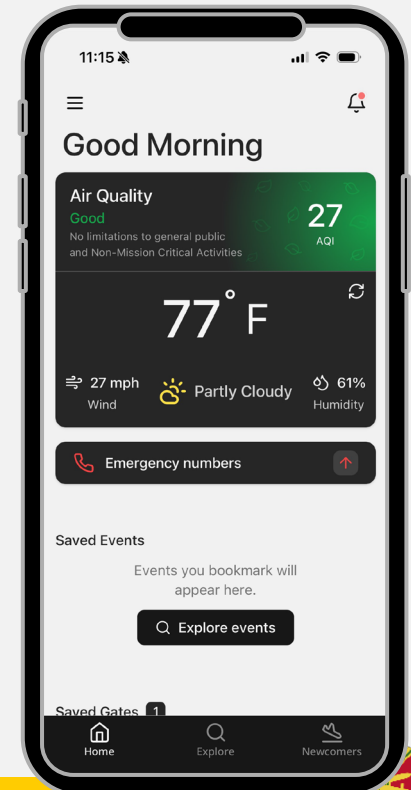 11:15
Good Morning
Air Quality
Good
No limitations to general public
and Non-Mission Critical Activities
27
AQI
77° F
27 mph
Wind
Partly Cloudy
61%
Humidity
Emergency numbers
Saved Events
Events you bookmark will
appear here.
Explore events
Saved Gates 1
Home
Explore
Newcomers